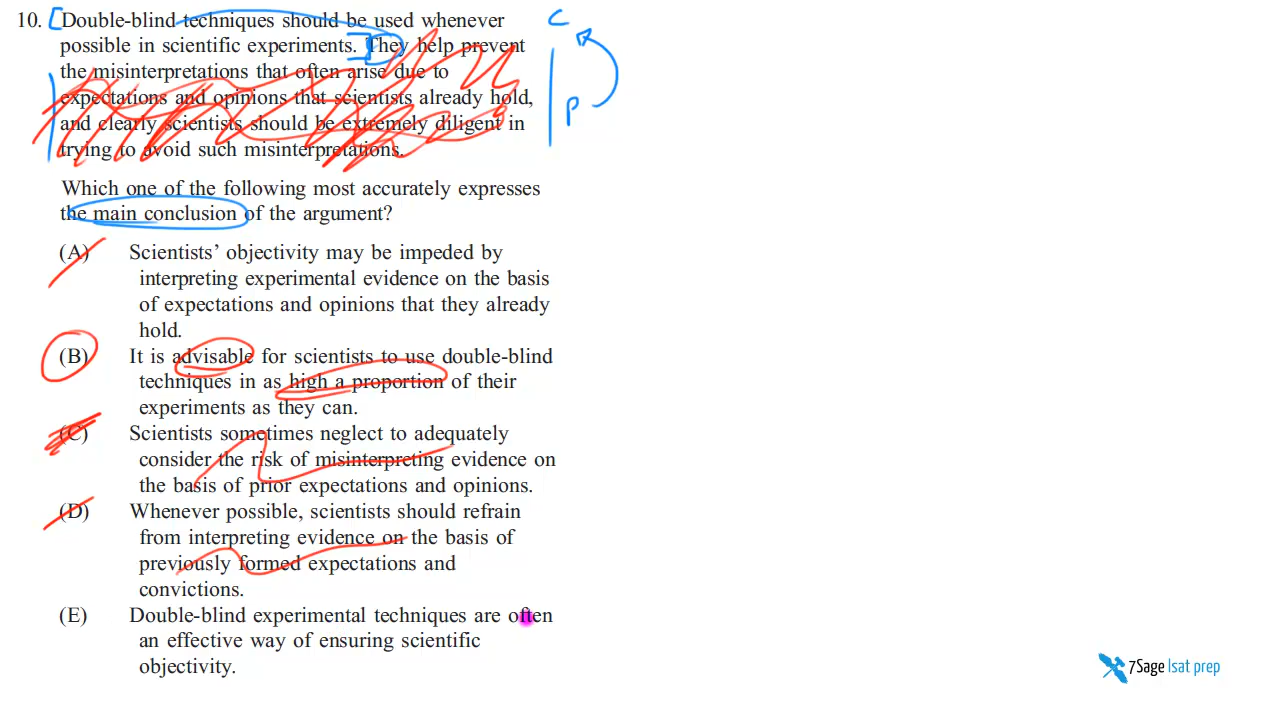 10. Double-blind techniques should be used whenever
possible in scientific experiments. They help prevent
the misinterpretations that often arise due to
expectations and opinions that scientists already hold,
and clearly scientists should be extremely diligent in
trying to avoid such misinterpretations.
C
P
Which one of the following most accurately expresses
the main conclusion of the argument?
(A) Scientists' objectivity may be impeded by
interpreting experimental evidence on the basis
of expectations and opinions that they already
hold.
(B) It is advisable for scientists to use double-blind
techniques in as high a proportion of their
experiments as they can.
(C) Scientists sometimes neglect to adequately
consider the risk of misinterpreting evidence on
the basis of prior expectations and opinions.
(D) Whenever possible, scientists should refrain
from interpreting evidence on the basis of
previously formed expectations and
convictions.
(E) Double-blind experimental techniques are often
an effective way of ensuring scientific
objectivity.
7Sage lsat prep